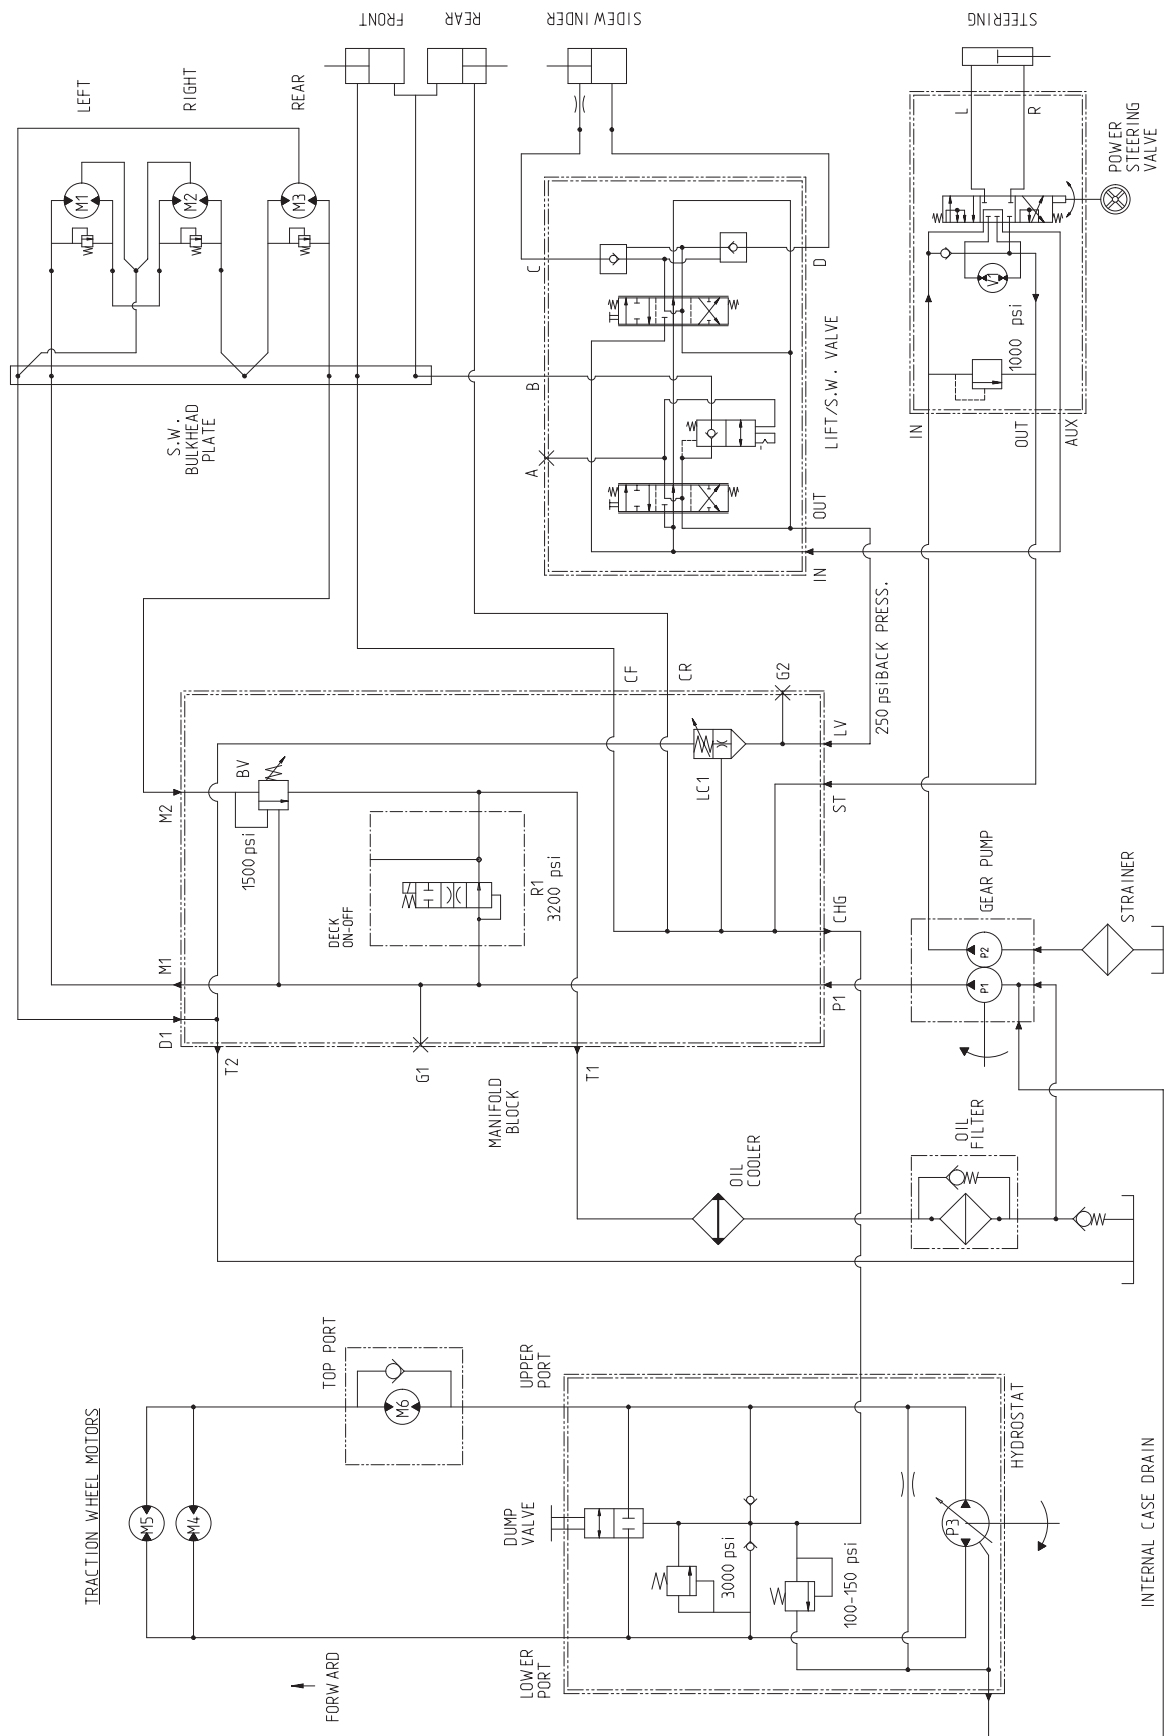 FRONT
REAR
SIDEWINDER
STEERING
LEFT
RIGHT
REAR
M1
M2
M3
L
R
POWER
STEERING
VALVE
C
D
V1
1000 psi
S.W.
BULKHEAD
PLATE
B
A
LIFT/S.W. VALVE
IN
OUT
AUX
OUT
IN
250 psi BACK PRESS.
CF
CR
G2
LV
M2
BV
1500 psi
LC1
ST
DECK
ON-OFF
R1
3200 psi
CHG
GEAR PUMP
STRAINER
M1
P1
P2
P1
D1
T2
G1
T1
MANIFOLD
BLOCK
OIL
COOLER
OIL
FILTER
TRACTION WHEEL MOTORS
TOP PORT
UPPER
PORT
M6
M5
M4
DUMP
VALVE
3000 psi
100-150 psi
P3
HYDROSTAT
LOWER
PORT
FORWARD
INTERNAL CASE DRAIN